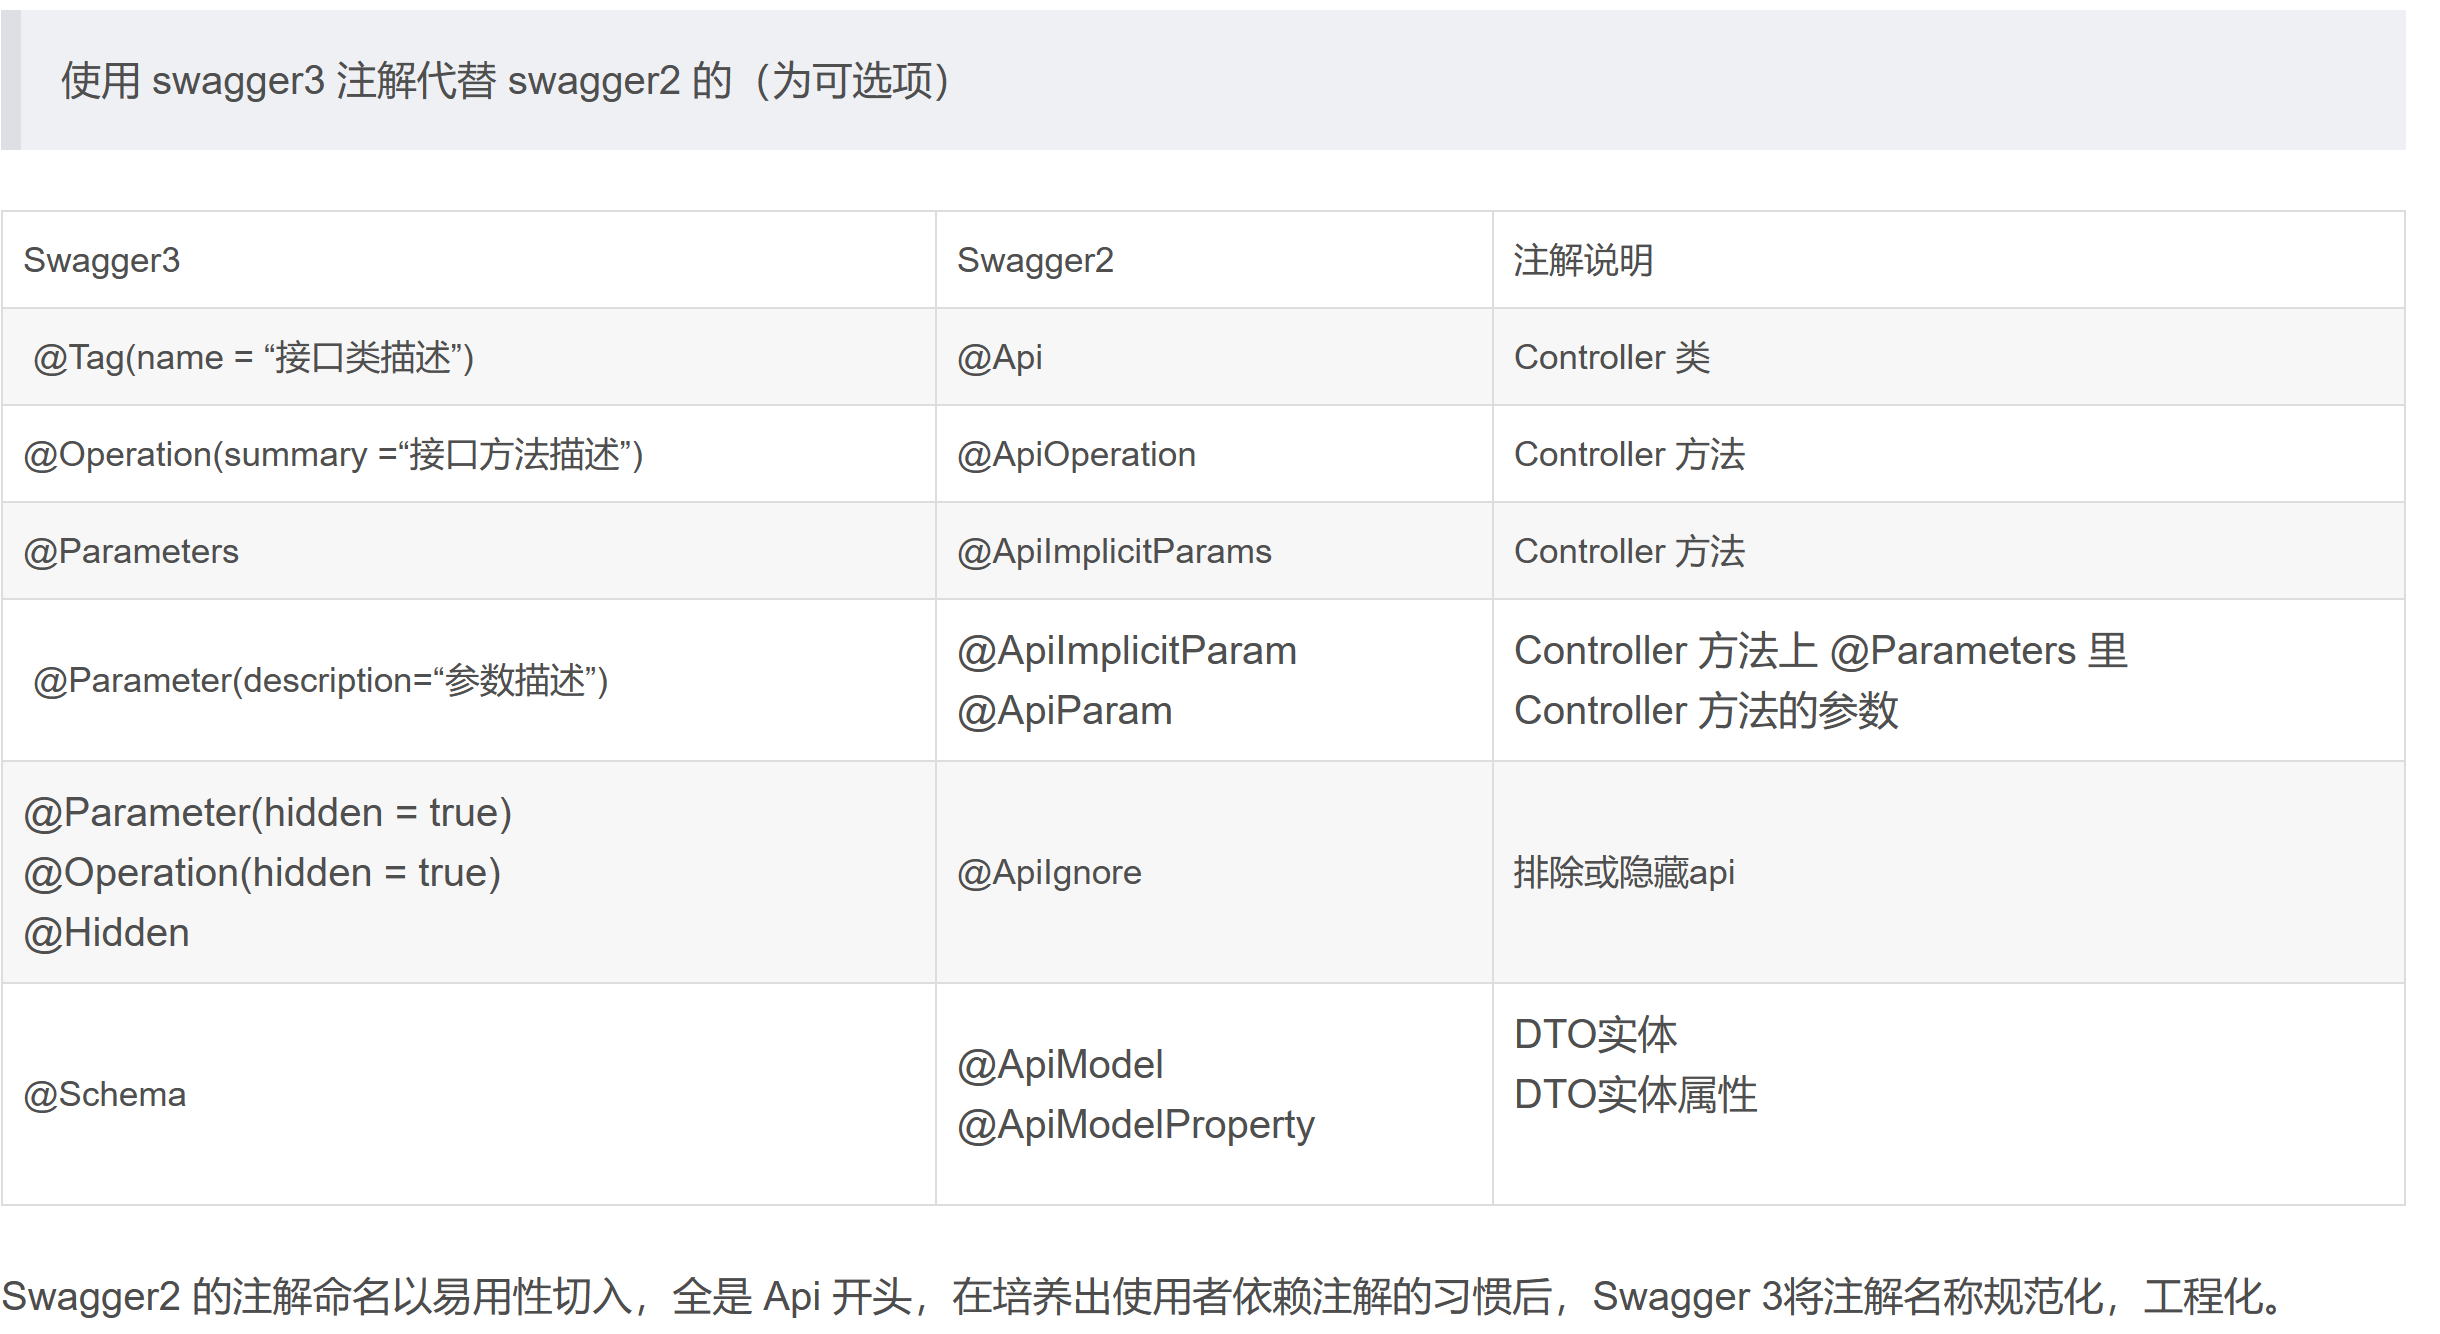 使用 swagger3 注解代替 swagger2 的（为可选项）
Swagger3 Swagger2 注解说明
@Tag(name = “接口类描述”) @Api Controller 类
@Operation(summary =“接口方法描述”) @ApiOperation Controller 方法
@Parameters @ApiImplicitParams Controller 方法
@Parameter(description=“参数描述”)
@ApiImplicitParam
@ApiParam
Controller 方法上 @Parameters 里
Controller 方法的参数
@Parameter(hidden = true)
@Operation(hidden = true)
@Hidden
@ApiIgnore
排除或隐藏api
@Schema
@ApiModel
@ApiModelProperty
DTO实体
DTO实体属性
Swagger2 的注解命名以易用性切入，全是 Api 开头，在培养出使用者依赖注解的习惯后，Swagger 3将注解名称规范化，工程化。